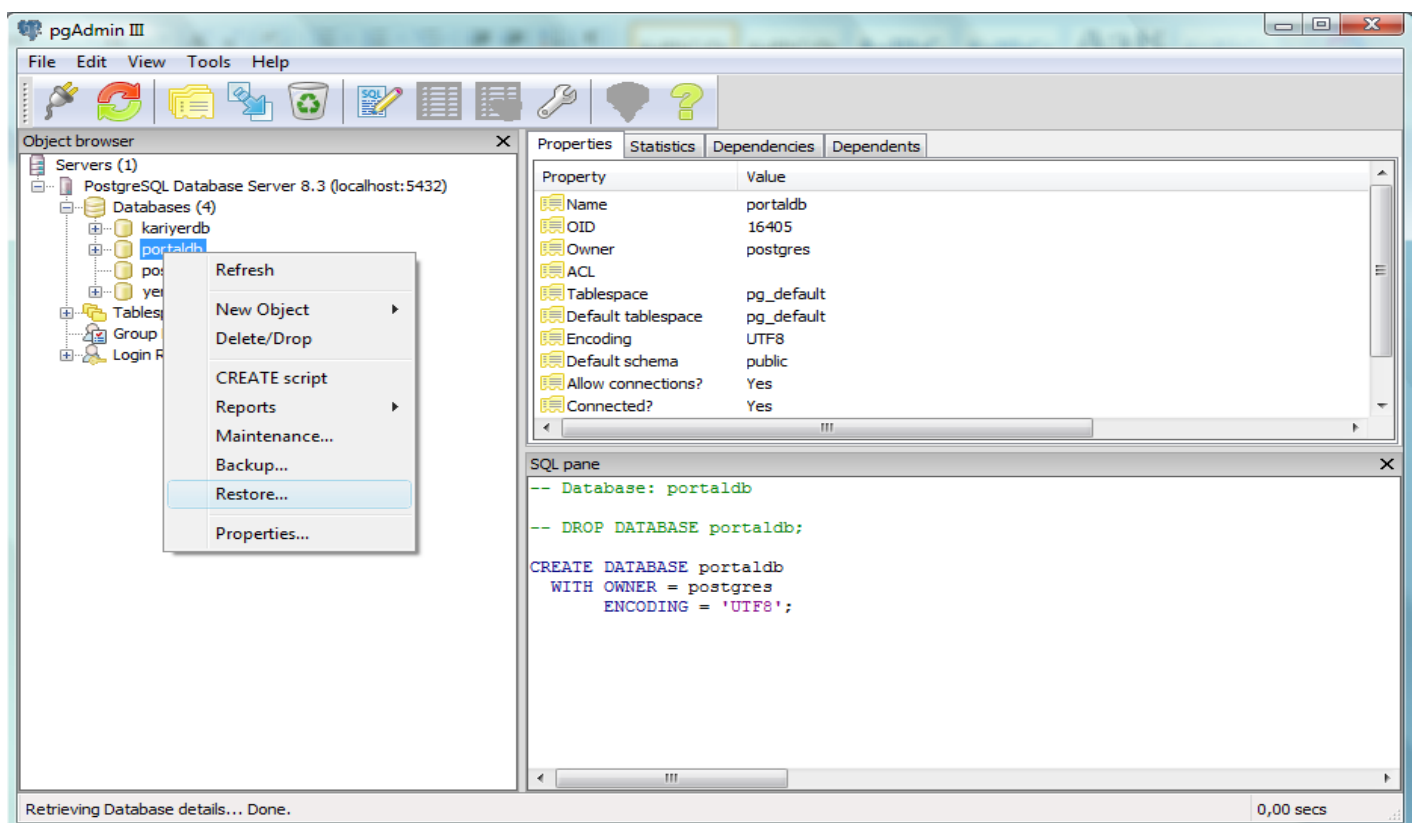 pgAdmin III
File Edit View Tools Help
SQL
Object browser
Servers (1)
PostgreSQL Database Server 8.3 (localhost:5432)
Databases (4)
kariyerdb
portaldb
Refresh
New Object
Delete/Drop
CREATE script
Reports
Maintenance...
Backup...
Restore...
Properties...
Group
Login R
Properties Statistics Dependencies Dependents
Property Value
Name portaldb
OID 16405
Owner postgres
ACL
Tablespace pg_default
Default tablespace pg_default
Encoding UTF8
Default schema public
Allow connections? Yes
Connected? Yes
SQL pane
-- Database: portaldb
-- DROP DATABASE portaldb;
CREATE DATABASE portaldb
WITH OWNER = postgres
ENCODING = 'UTF8';
Retrieving Database details... Done.
0,00 secs